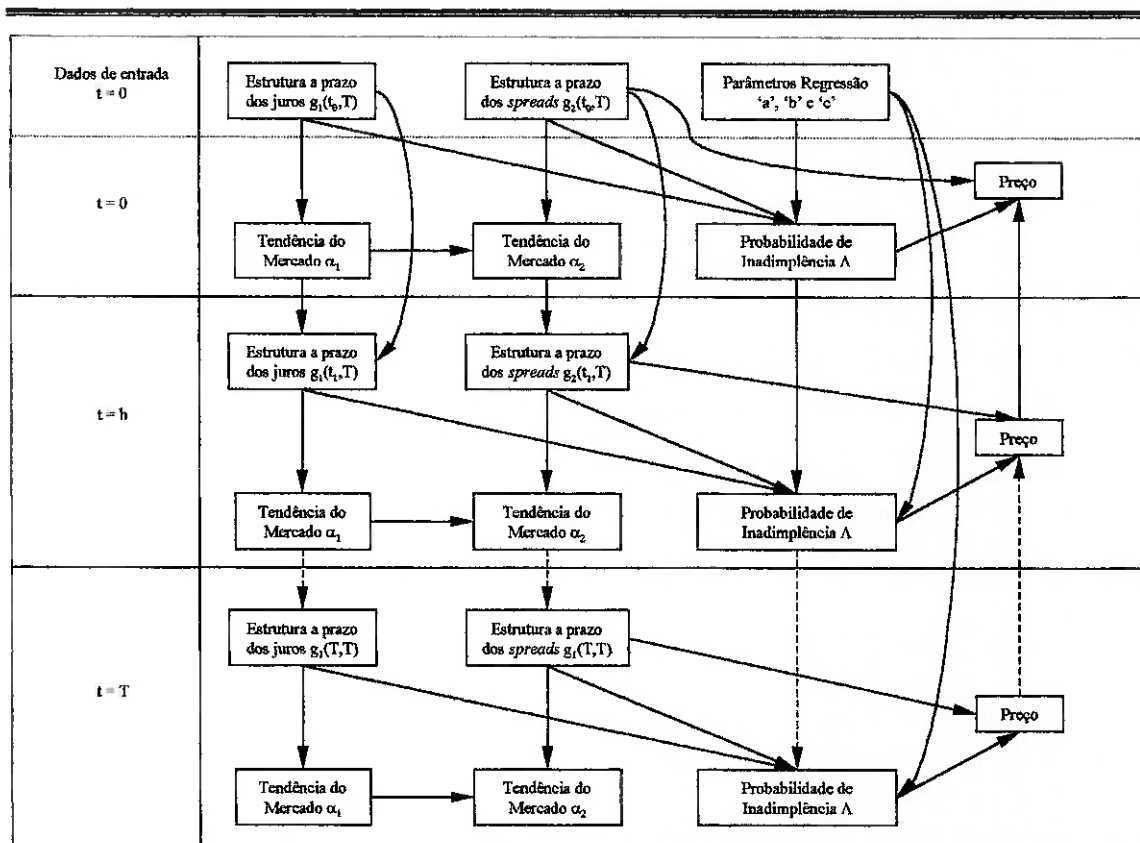 Dados de entrada
t = 0
Estrutura a prazo
dos juros g₁(t₀,T)
Estrutura a prazo
dos spreads g₂(t₀,T)
Parâmetros Regressão
‘a’, ‘b’ e ‘c’
t = 0
Preço
Tendência do
Mercado α₁
Tendência do
Mercado α₂
Probabilidade de
Inadimplência Λ
t = h
Estrutura a prazo
dos juros g₁(t₁,T)
Estrutura a prazo
dos spreads g₂(t₁,T)
Preço
Tendência do
Mercado α₁
Tendência do
Mercado α₂
Probabilidade de
Inadimplência Λ
t = T
Estrutura a prazo
dos juros g₁(T,T)
Estrutura a prazo
dos spreads g₁(T,T)
Preço
Tendência do
Mercado α₁
Tendência do
Mercado α₂
Probabilidade de
Inadimplência Λ